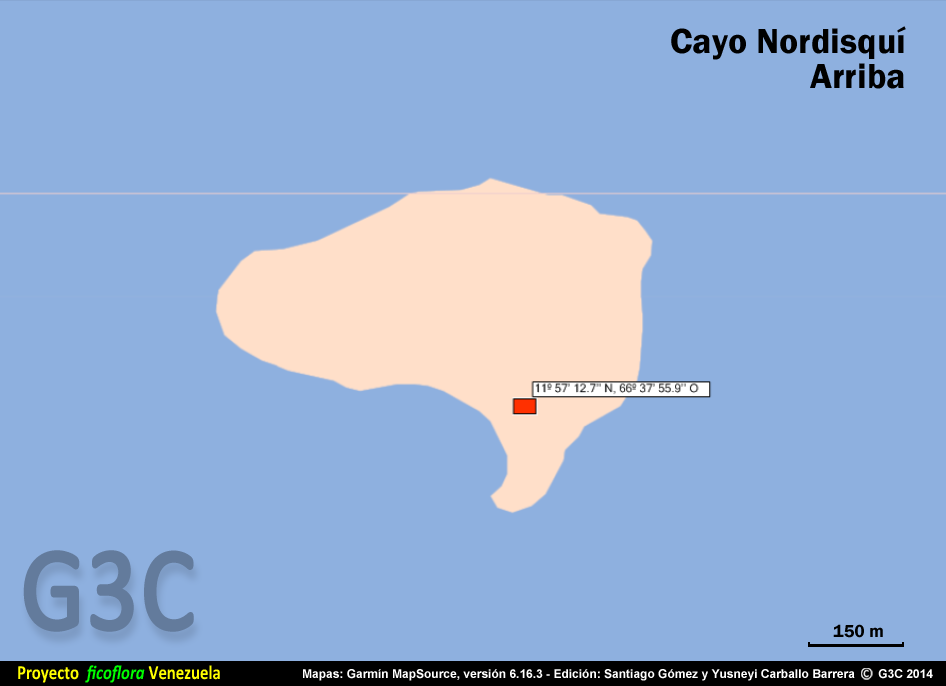 Cayo Nordisquí
Arriba
11º 57' 12.7'' N, 66º 37' 55.9'' O
G3C
150 m
Proyecto ficoflora Venezuela
Mapas: Garmín MapSource, versión 6.16.3 - Edición: Santiago Gómez y Yusneyi Carballo Barrera © G3C 2014